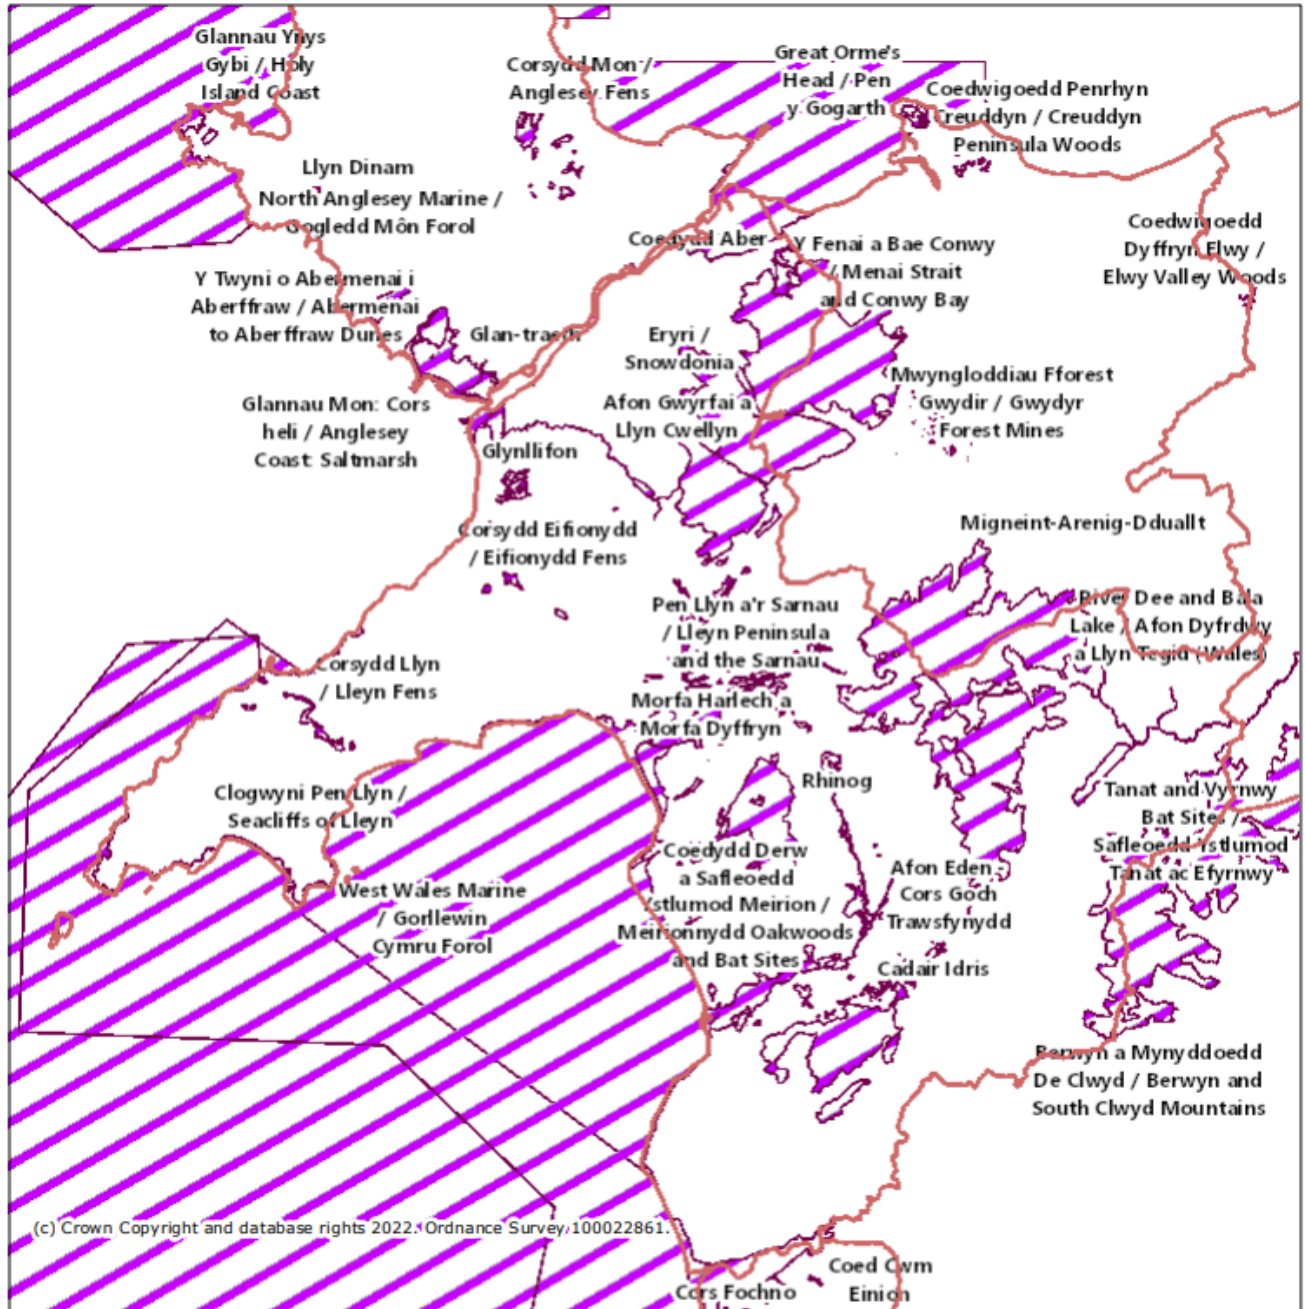 Glannau Ynys
Gybi / Holy
Island Coast
Corsydd Mon /
Anglesey Fens
Great Orme's
Head / Pen
y Gogarth
Coedwigoedd Penrhyn
Creuddyn / Creuddyn
Peninsula Woods
Llyn Dinam
North Anglesey Marine /
Gogledd Môn Forol
Coedydd Aber
Y Fenai a Bae Conwy
/ Menai Strait
and Conwy Bay
Coedwigoedd
Dyffryn Elwy /
Elwy Valley Woods
Y Twyni o Abermenai i
Aberffraw / Abermenai
to Aberffraw Dunes
Glan-traeth
Eryri /
Snowdonia
Mwyngloddiau Fforest
Gwydir / Gwydyr
Forest Mines
Glannau Mon: Cors
heli / Anglesey
Coast: Saltmarsh
Afon Gwyrfai a
Llyn Cwellyn
Glynllifon
Corsydd Eifionydd
/ Eifionydd Fens
Migneint-Arenig-Dduallt
Pen Llyn a'r Sarnau
/ Lleyn Peninsula
and the Sarnau
River Dee and Bala
Lake / Afon Dyfrdwy
a Llyn Tegid (Wales)
Corsydd Llyn
/ Lleyn Fens
Morfa Harlech a
Morfa Dyffryn
Rhinog
Clogwyni Pen Llyn /
Seacliffs of Lleyn
Tanat and Vyrnwy
Bat Sites /
Safleoedd Ystlumod
Tanat ac Efyrnwy
Coedydd Derw
a Safleoedd
Ystlumod Meirion /
Meirionnydd Oakwoods
and Bat Sites
Afon Eden -
Cors Goch
Trawsfynydd
West Wales Marine
/ Gorllewin
Cymru Forol
Cadair Idris
Berwyn a Mynyddoedd
De Clwyd / Berwyn and
South Clwyd Mountains
(c) Crown Copyright and database rights 2022. Ordnance Survey 100022861.
Coed Cwm
Einion
Cors Fochno